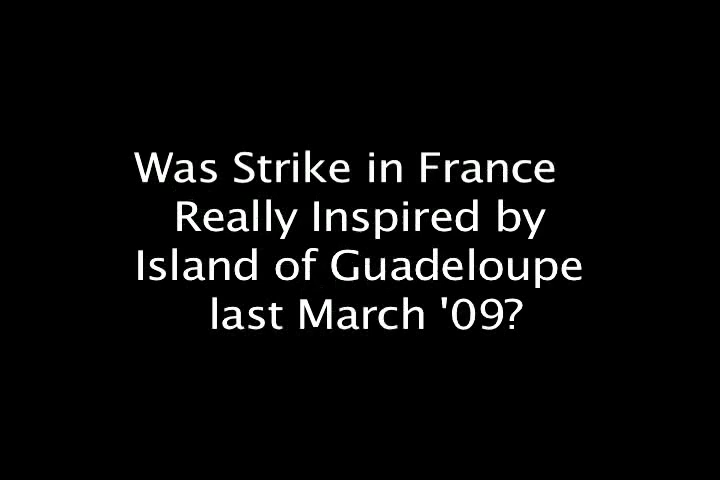 Was Strike in France
Really Inspired by
Island of Guadeloupe
last March '09?